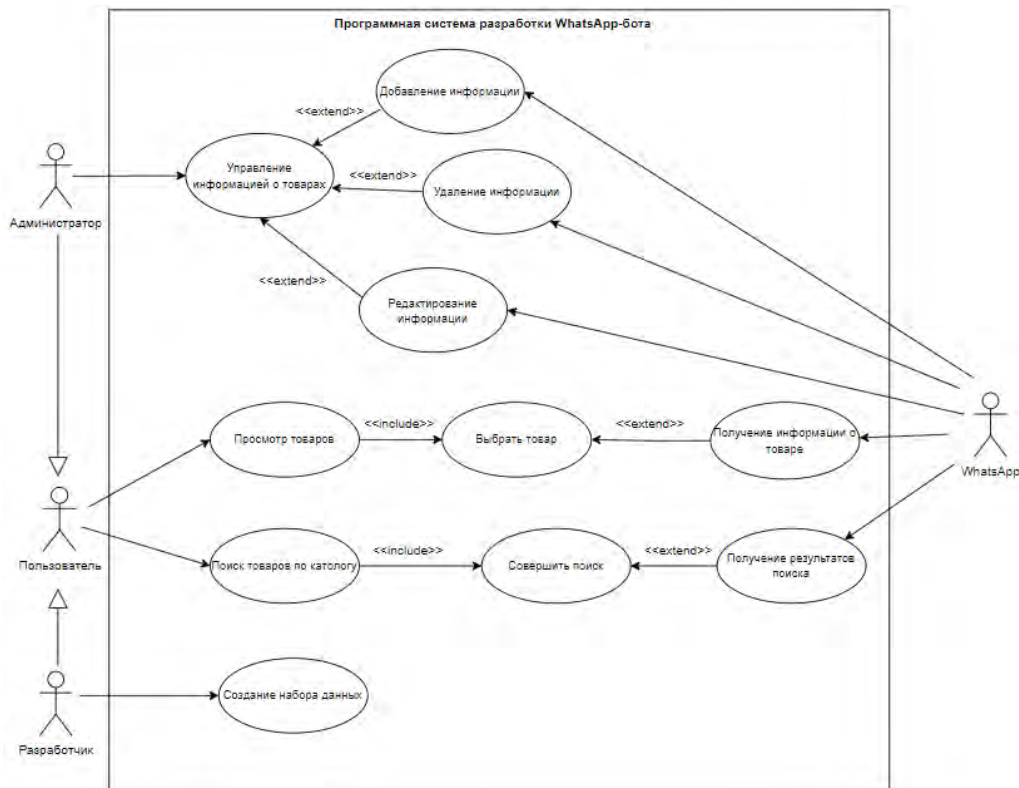 Программная система разработки WhatsApp-бота
Добавление информации
<<extend>>
Управление
информацией о товарах
<<extend>>
Удаление информации
Администратор
<<extend>>
Редактирование
информации
Просмотр товаров
<<include>>
Выбрать товар
<<extend>>
Получение информации о
товаре
WhatsApp
Пользователь
Поиск товаров по католог
у
<<include>>
Совершить поиск
<<extend>>
Получение результатов
поиска
Создание набора данных
Разработчик